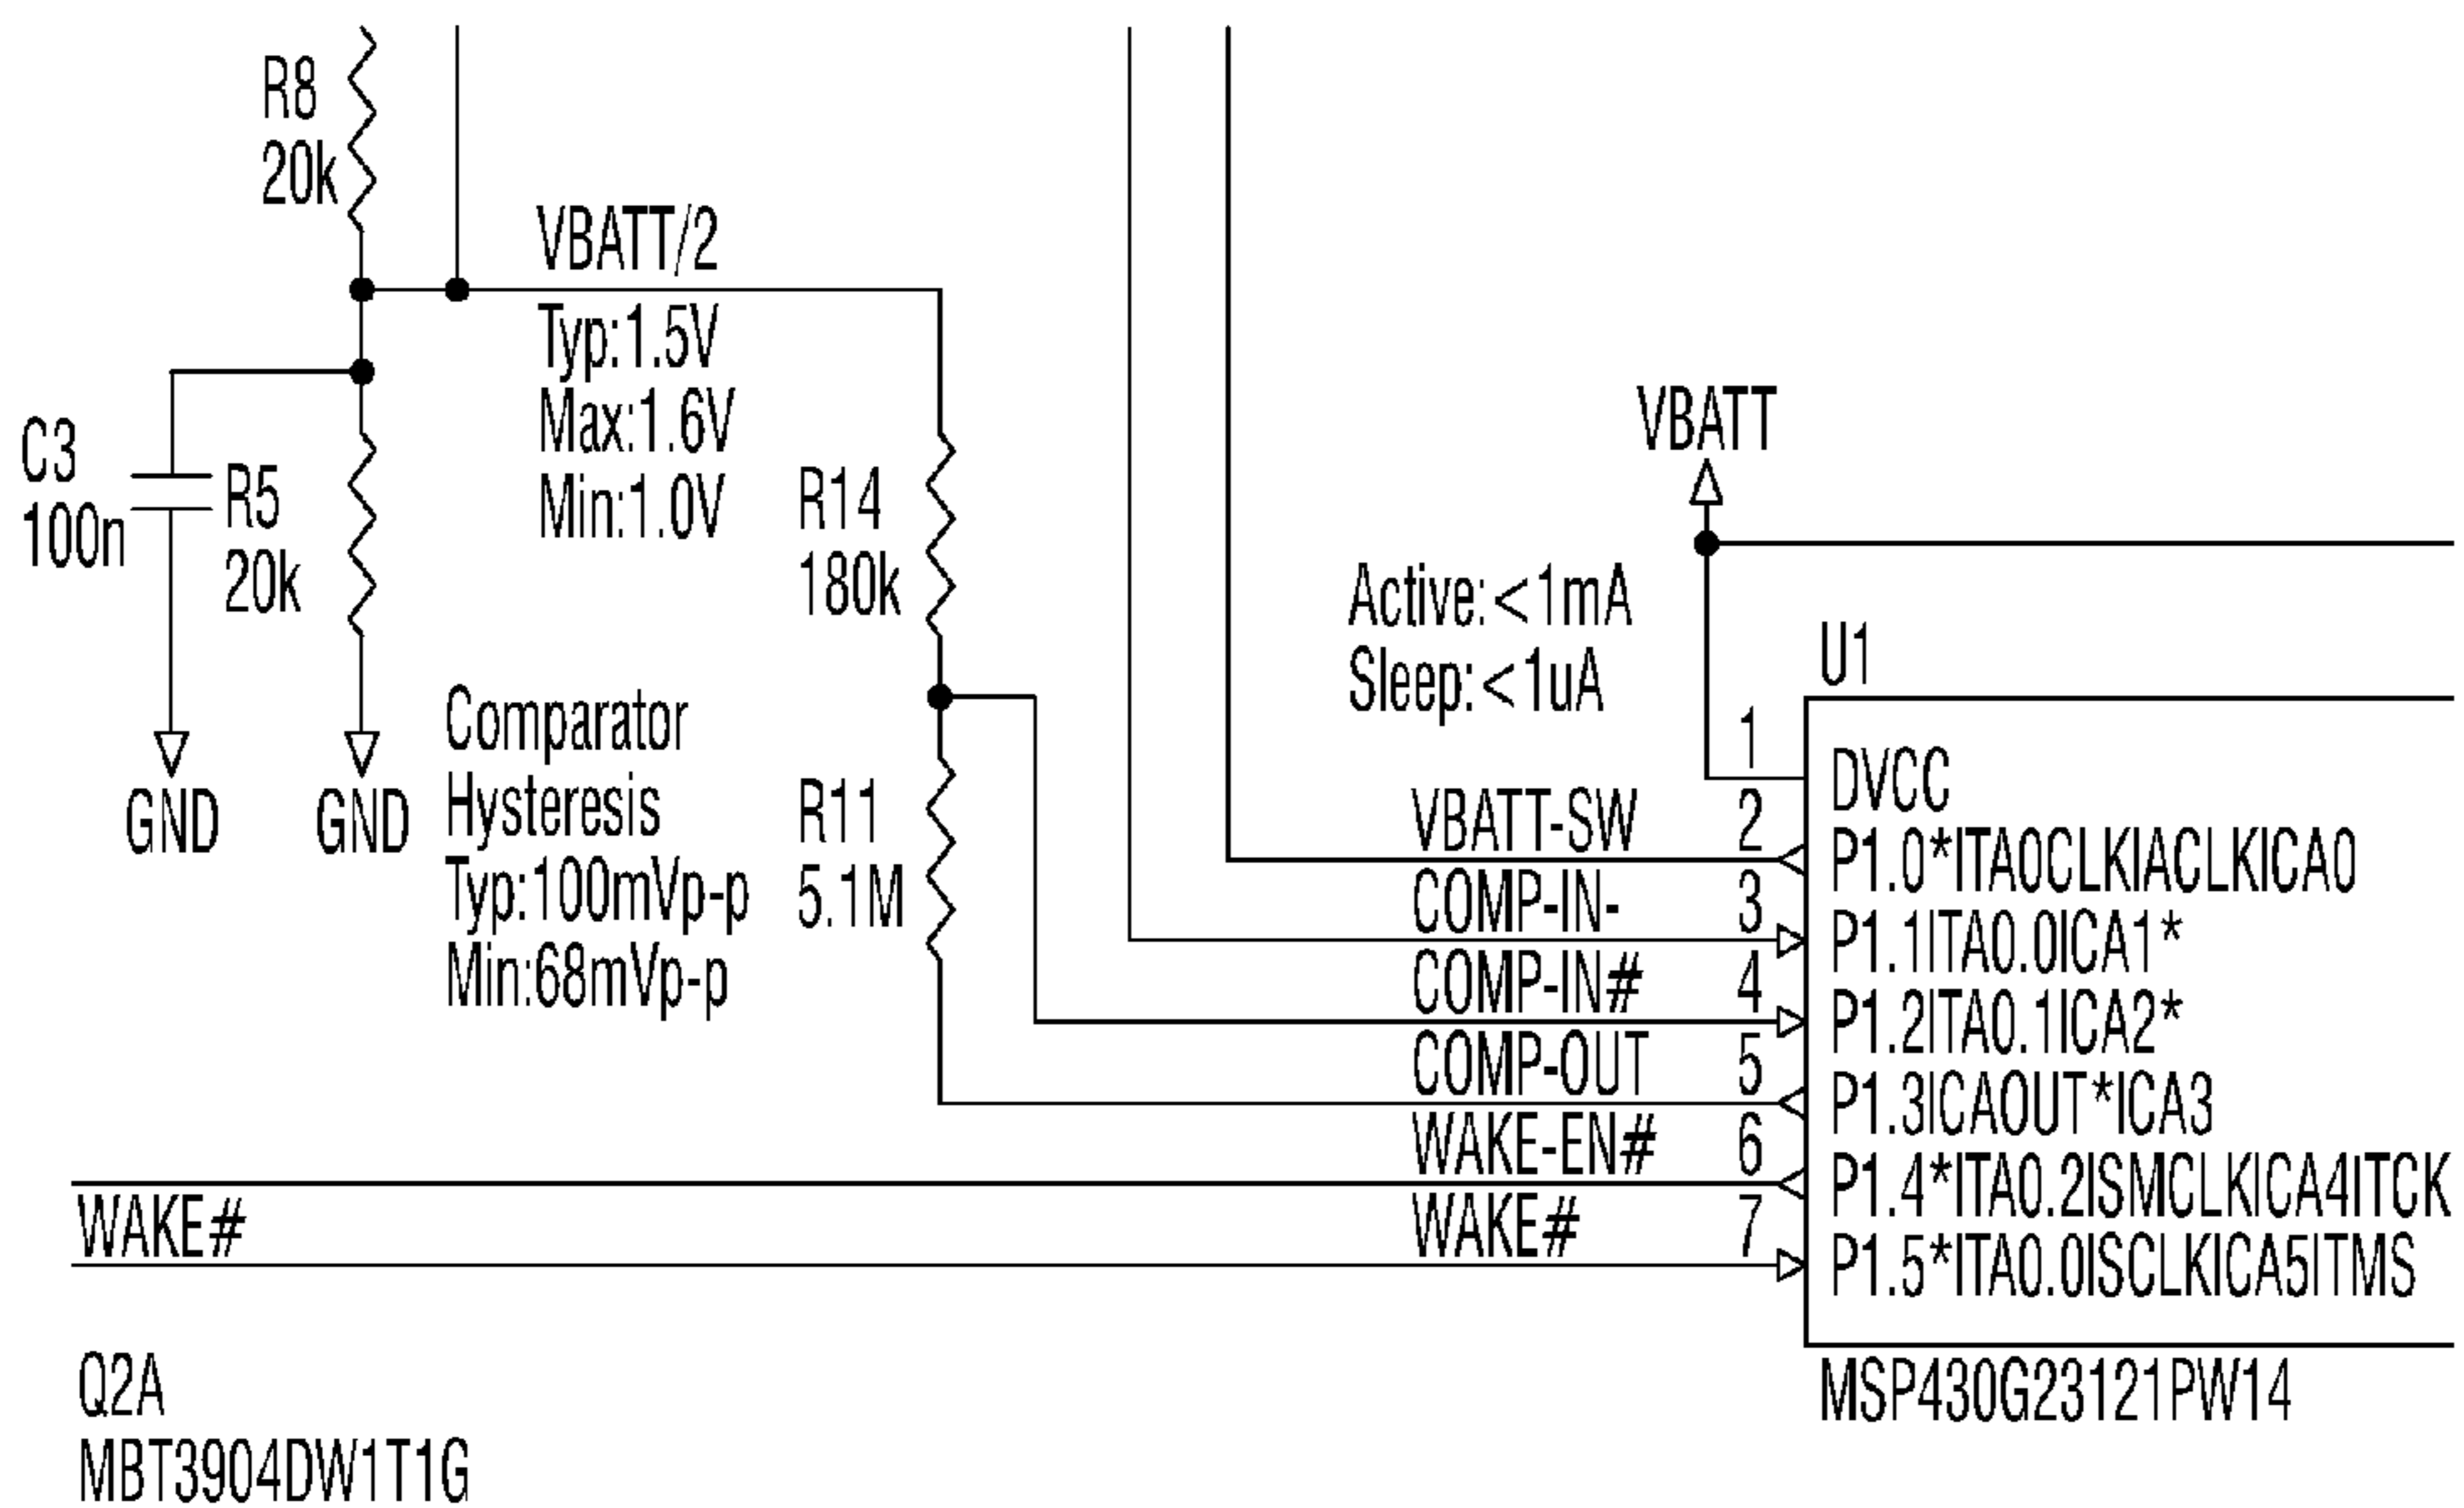 R8
20k
VBATT/2
Typ:1.5V
Max:1.6V
Min:1.0V
C3
100n
R5
20k
R14
180k
VBATT
Active:<1mA
Sleep:<1uA
U1
GND
GND
Comparator
Hysteresis
Typ:100mVp-p
Min:68mVp-p
R11
5.1M
1
DVCC
VBATT-SW
2
P1.0*ITA0CLKIACLKICA0
COMP-IN-
3
P1.1ITA0.0ICA1*
COMP-IN#
4
P1.2ITA0.1ICA2*
COMP-OUT
5
P1.3ICAOUT*ICA3
WAKE-EN#
6
P1.4*ITA0.2ISMCLKICA4ITCK
WAKE#
WAKE#
7
P1.5*ITA0.0ISCLKICA5ITMS
MSP430G23121PW14
Q2A
MBT3904DW1T1G